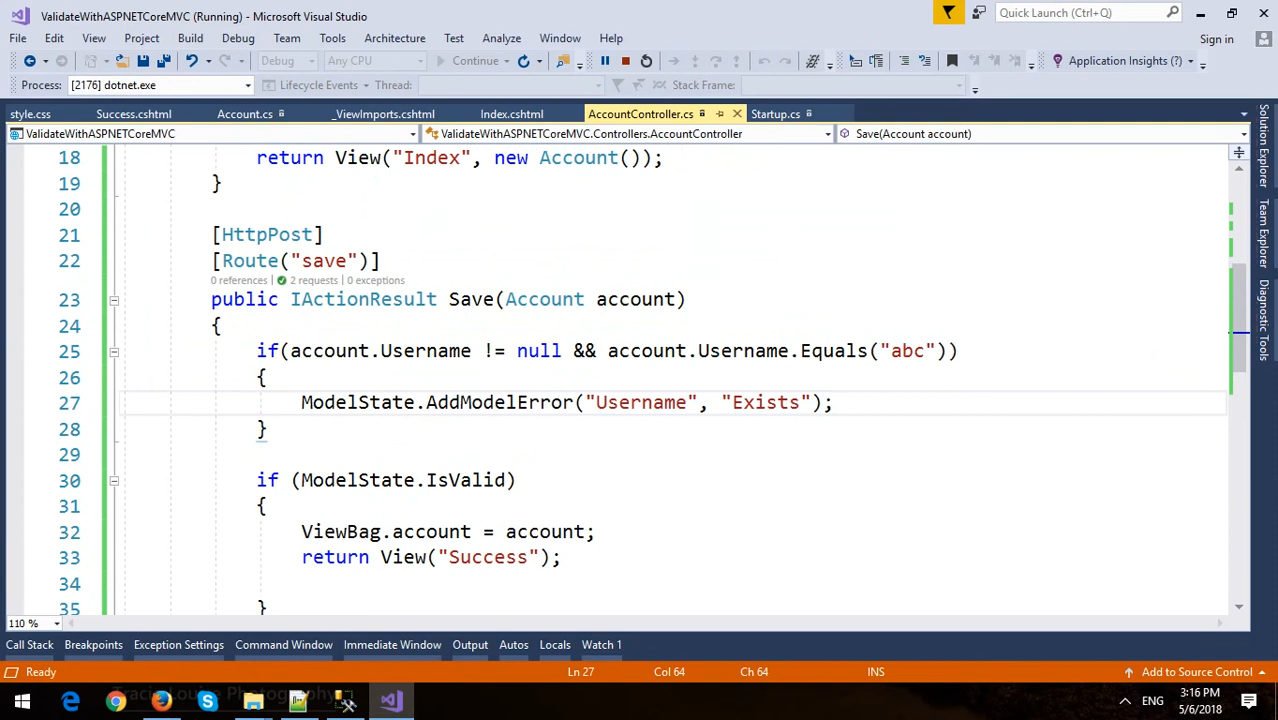 ValidateWithASPNETCoreMVC (Running) - Microsoft Visual Studio
Quick Launch (Ctrl+Q)
File Edit View Project Build Debug Team Tools Architecture Test Analyze Window Help
Sign in
Debug Any CPU Continue Application Insights (?)
Process: [2176] dotnet.exe Lifecycle Events Thread: Stack Frame:
style.css Success.cshtml Account.cs _ViewImports.cshtml Index.cshtml AccountController.cs Startup.cs
ValidateWithASPNETCoreMVC ValidateWithASPNETCoreMVC.Controllers.AccountController Save(Account account)
18 return View("Index", new Account());
19 }
20
21 [HttpPost]
22 [Route("save")]
0 references | 2 requests | 0 exceptions
23 public IActionResult Save(Account account)
24 {
25 if(account.Username != null && account.Username.Equals("abc"))
26 {
27 ModelState.AddModelError("Username", "Exists");
28 }
29
30 if (ModelState.IsValid)
31 {
32 ViewBag.account = account;
33 return View("Success");
34
35 }
Solution Explorer
Team Explorer
Diagnostic Tools
110 %
Call Stack Breakpoints Exception Settings Command Window Immediate Window Output Autos Locals Watch 1
Ready Ln 27 Col 64 Ch 64 INS Add to Source Control
ENG
3:16 PM
5/6/2018